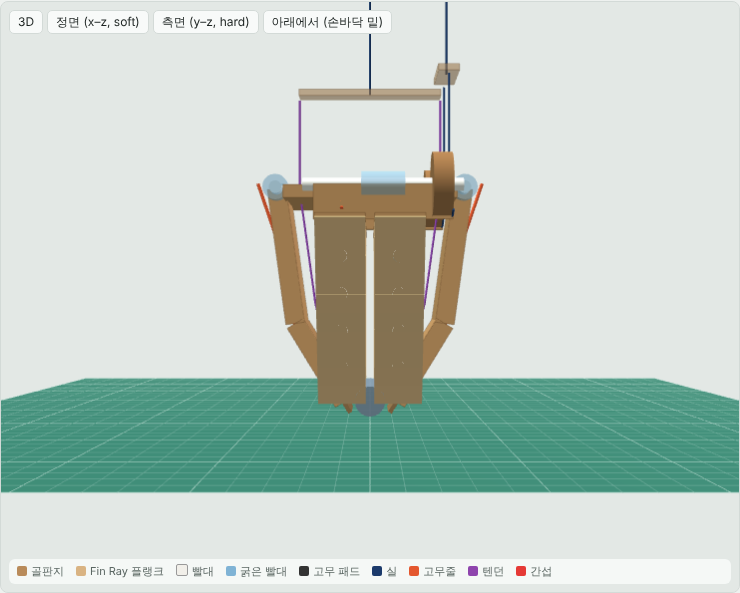 3D 정면 (x–z, soft) 측면 (y–z, hard) 아래에서 (손바닥 밑)
골판지 Fin Ray 플랭크 빨대 굵은 빨대 고무 패드 실 고무줄 텐던 간섭